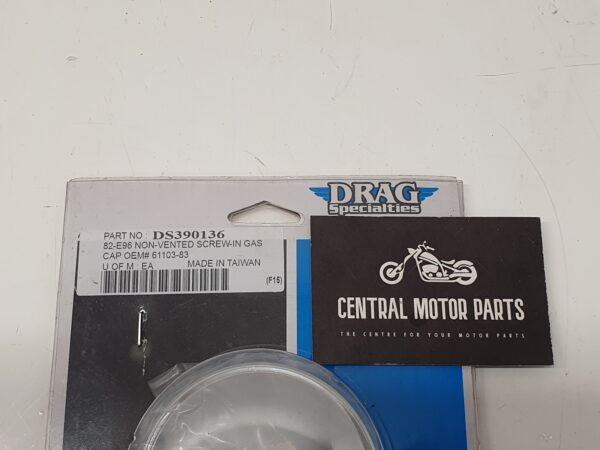 DRAG
Specialties
PART NO : DS390136
82-E96 NON-VENTED SCREW-IN GAS
CAP OEM# 61103-83
U OF M EA MADE IN TAIWAN
(F15)
CENTRAL MOTOR PARTS
THE CENTRE FOR YOUR MOTOR PARTS